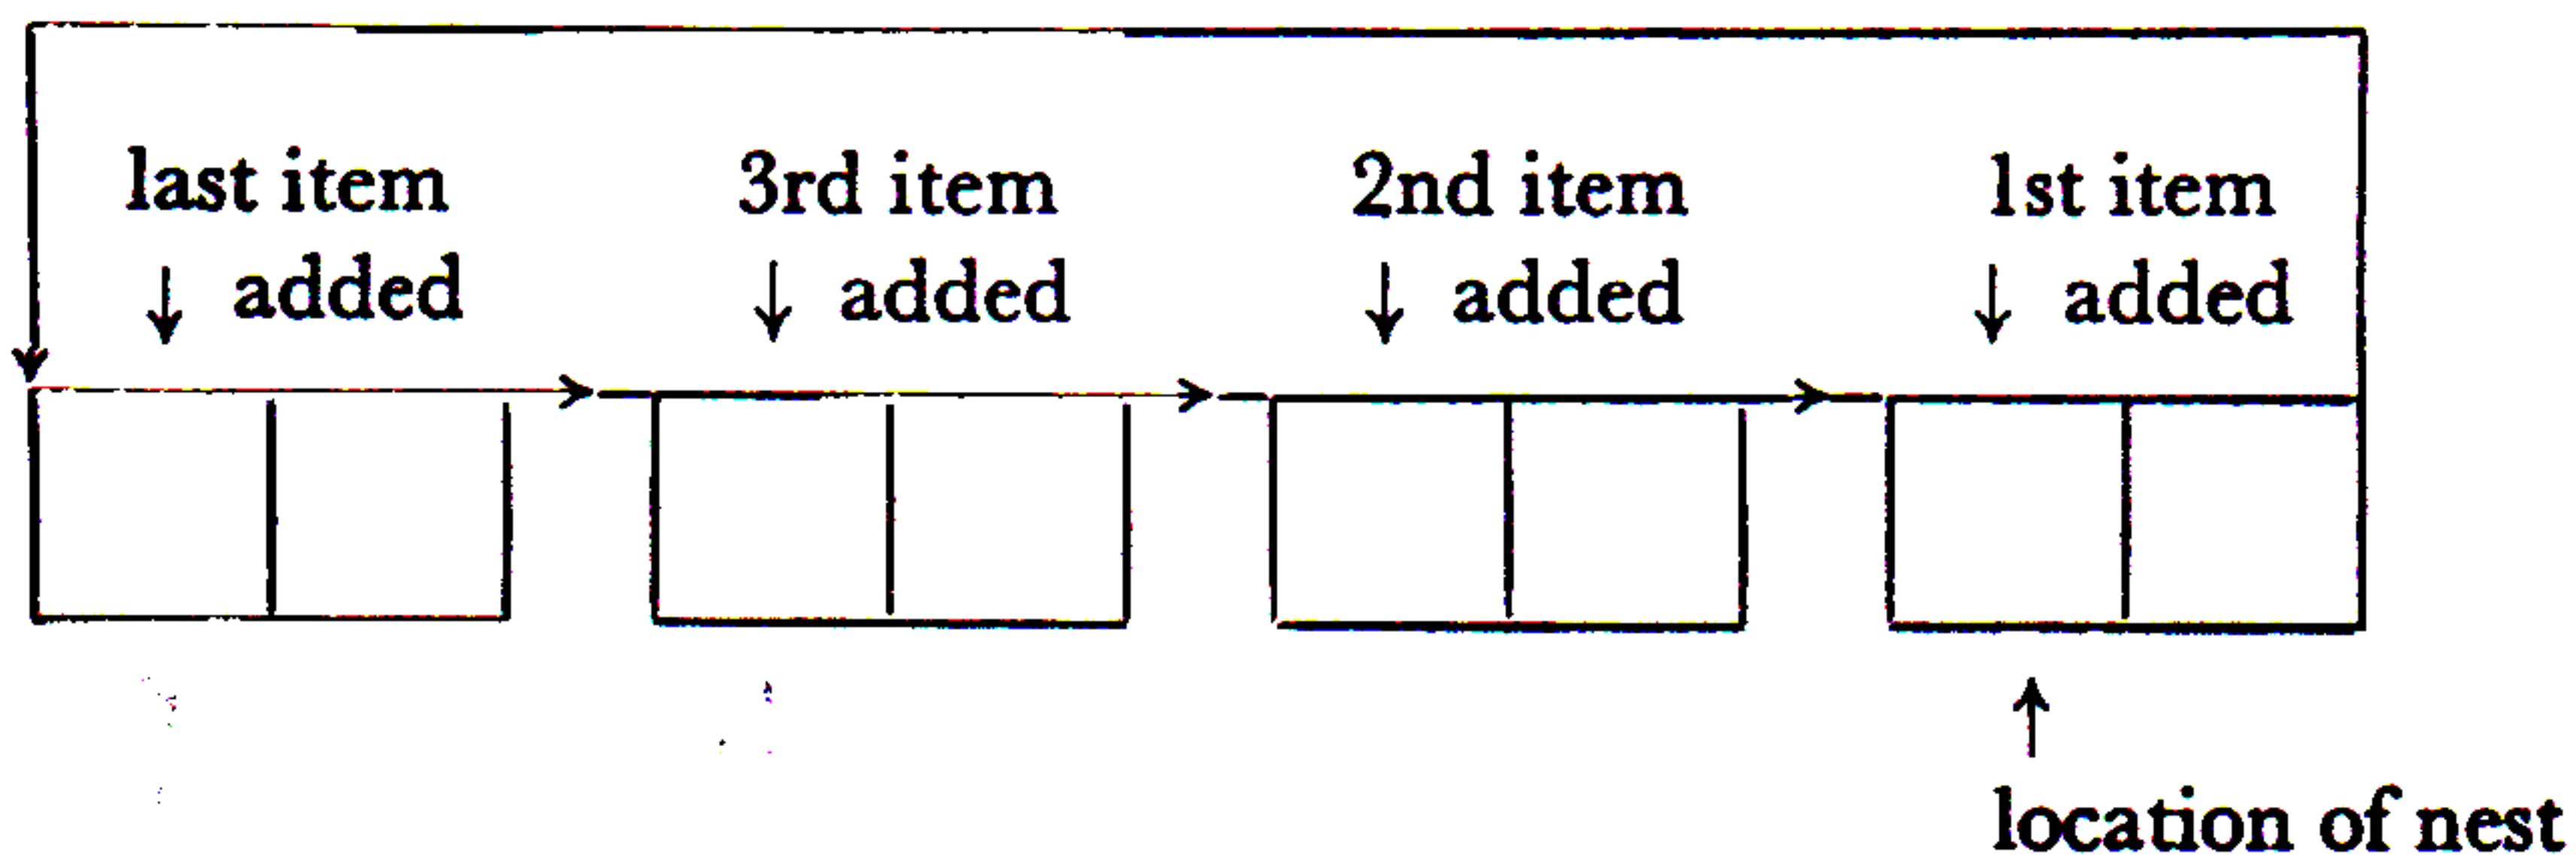 last item
↓ added
3rd item
↓ added
2nd item
↓ added
1st item
↓ added
↑
location of nest